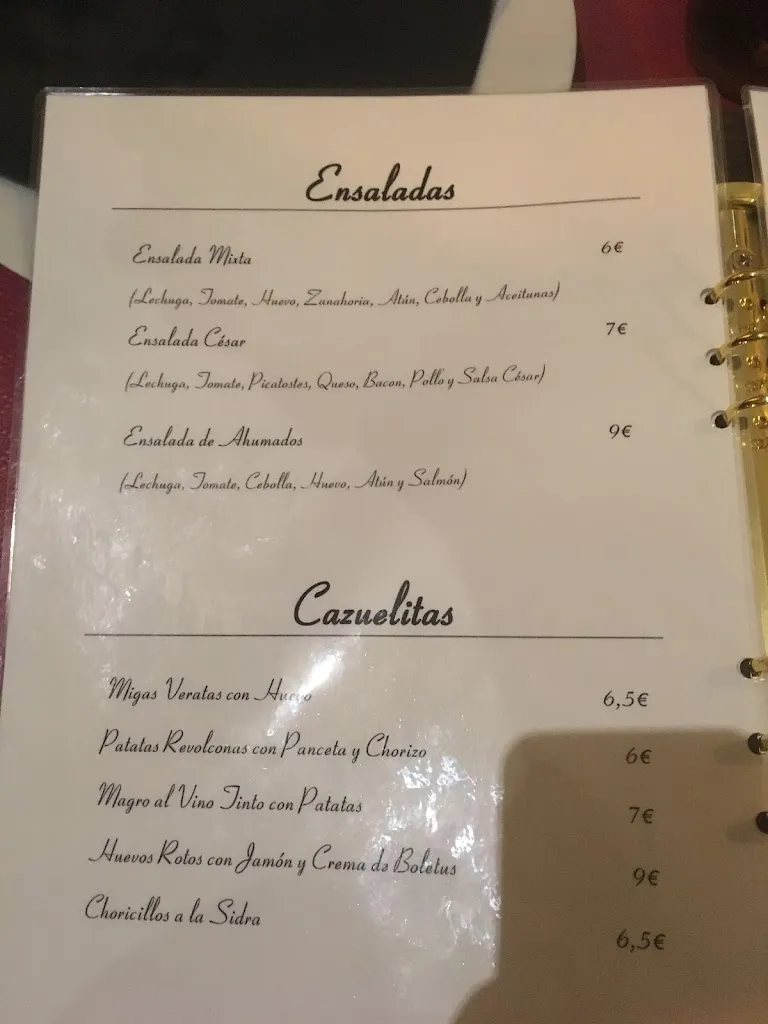 Ensaladas
Ensalada Mixta 6€
(Lechuga, Tomate, Huevo, Zanahoria, Atún, Cebolla y Aceitunas)
Ensalada César 7€
(Lechuga, Tomate, Picatostes, Queso, Bacon, Pollo y Salsa César)
Ensalada de Ahumados 9€
(Lechuga, Tomate, Cebolla, Huevo, Atún y Salmón)
Cazuelitas
Migas Veratas con Huevo 6,5€
Patatas Revolconas con Panceta y Chorizo 6€
Magro al Vino Tinto con Patatas 7€
Huevos Rotos con Jamón y Crema de Boletus 9€
Choricillos a la Sidra 6,5€